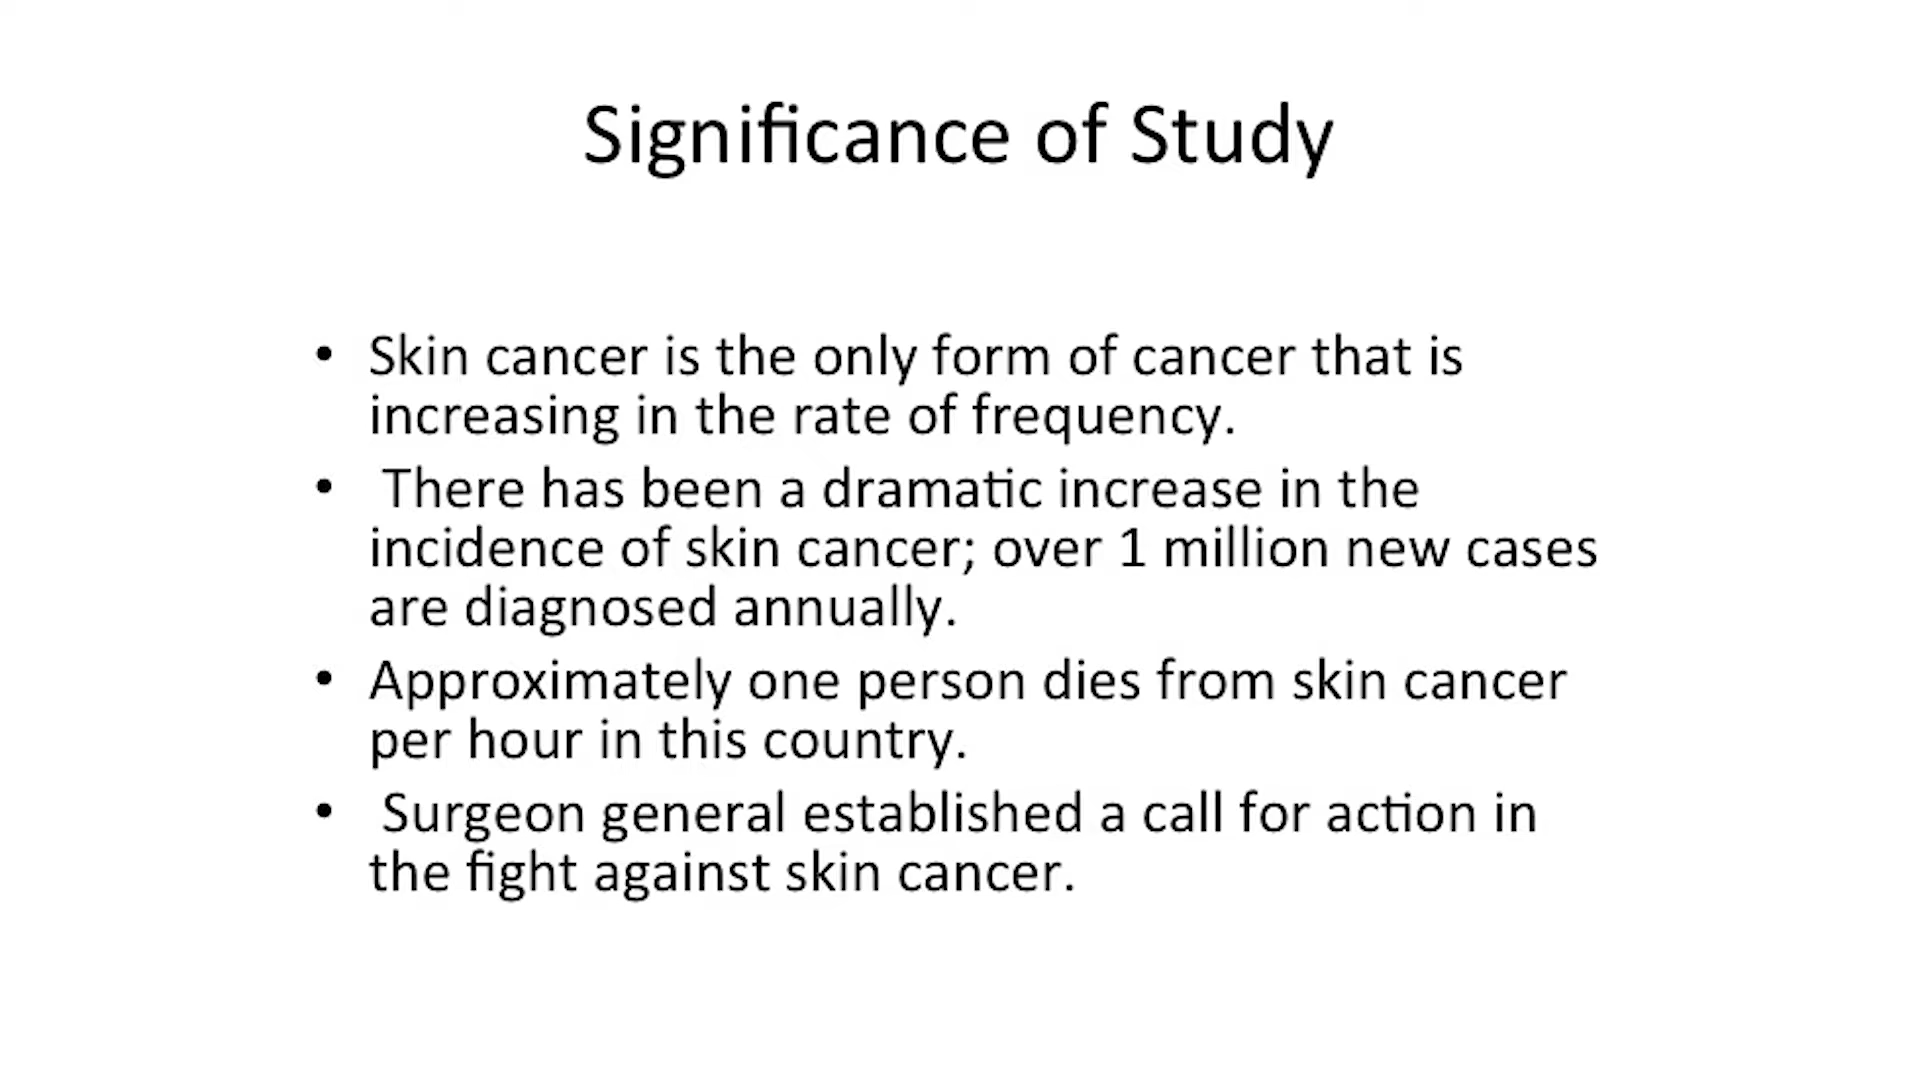 Significance of Study
• Skin cancer is the only form of cancer that is
increasing in the rate of frequency.
• There has been a dramatic increase in the
incidence of skin cancer; over 1 million new cases
are diagnosed annually.
• Approximately one person dies from skin cancer
per hour in this country.
• Surgeon general established a call for action in
the fight against skin cancer.